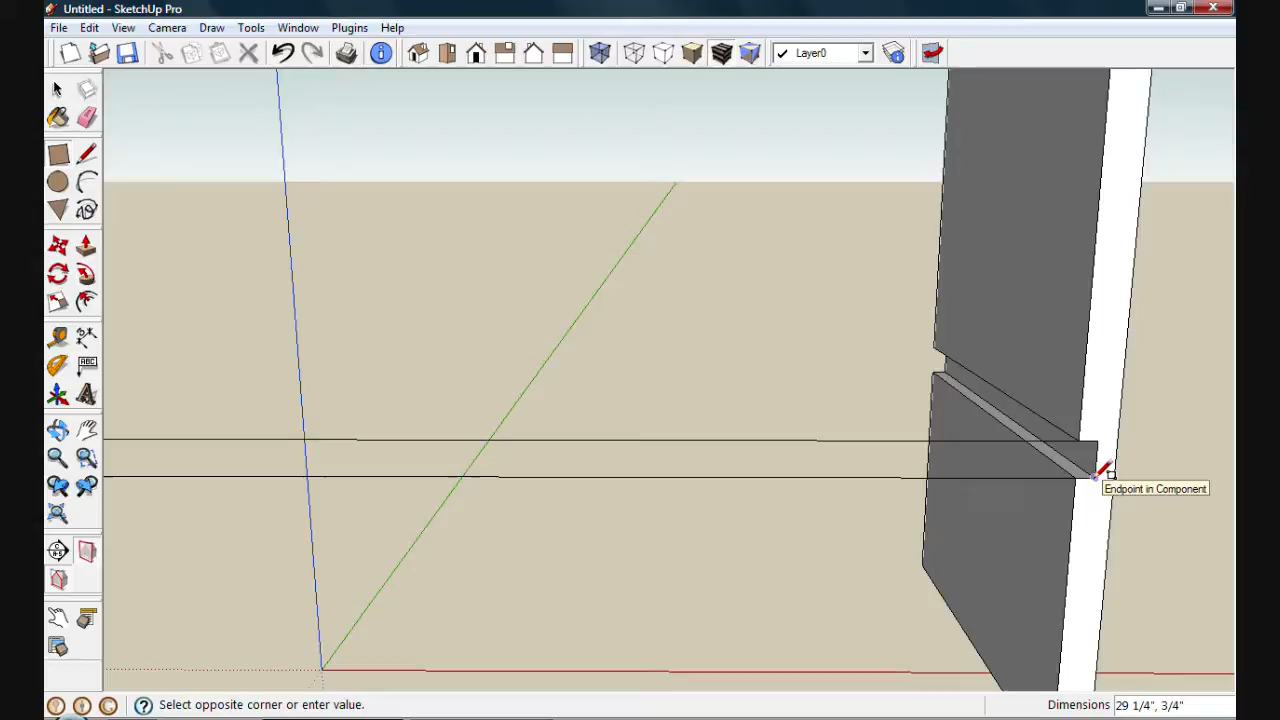 Untitled - SketchUp Pro
File Edit View Camera Draw Tools Window Plugins Help
Layer0
ABC
A
Endpoint in Component
Select opposite corner or enter value.
Dimensions 29 1/4", 3/4"